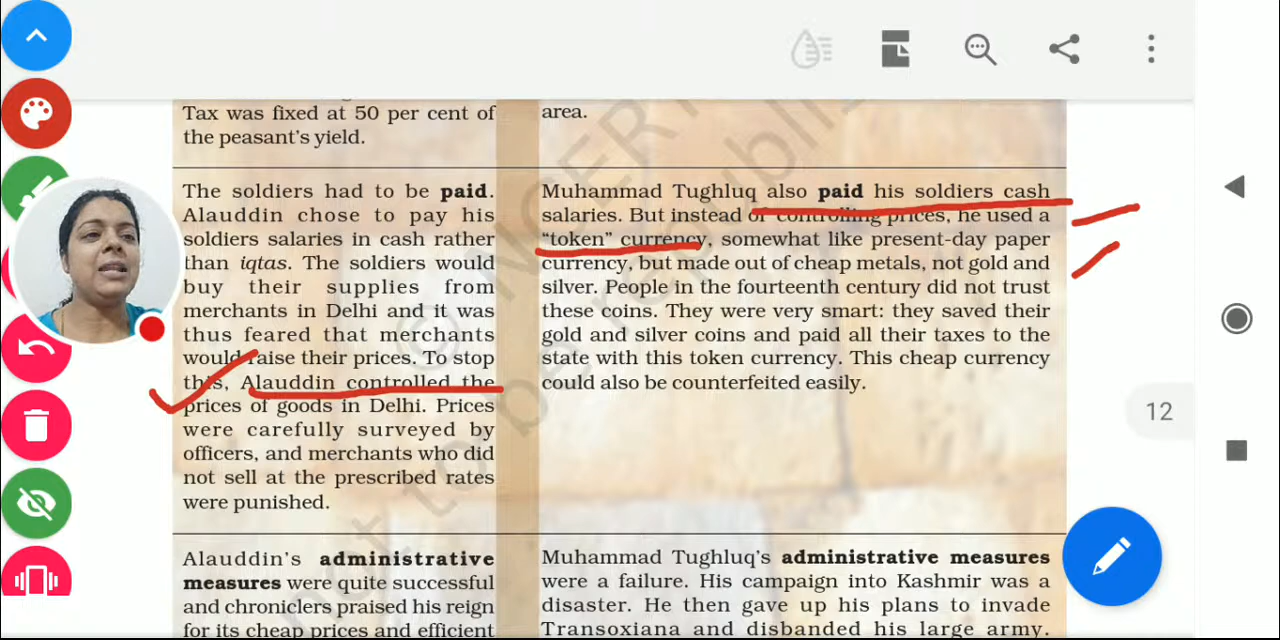 Tax was fixed at 50 per cent of
the peasant's yield.
area.
The soldiers had to be paid.
Alauddin chose to pay his
soldiers salaries in cash rather
than iqtas. The soldiers would
buy their supplies from
merchants in Delhi and it was
thus feared that merchants
would raise their prices. To stop
this, Alauddin controlled the
prices of goods in Delhi. Prices
were carefully surveyed by
officers, and merchants who did
not sell at the prescribed rates
were punished.
Muhammad Tughluq also paid his soldiers cash
salaries. But instead of controlling prices, he used a
“token” currency, somewhat like present-day paper
currency, but made out of cheap metals, not gold and
silver. People in the fourteenth century did not trust
these coins. They were very smart: they saved their
gold and silver coins and paid all their taxes to the
state with this token currency. This cheap currency
could also be counterfeited easily.
Alauddin's administrative
measures were quite successful
and chroniclers praised his reign
for its cheap prices and efficient
Muhammad Tughluq's administrative measures
were a failure. His campaign into Kashmir was a
disaster. He then gave up his plans to invade
Transoxiana and disbanded his large army.
12
© NCERT
not to be republi